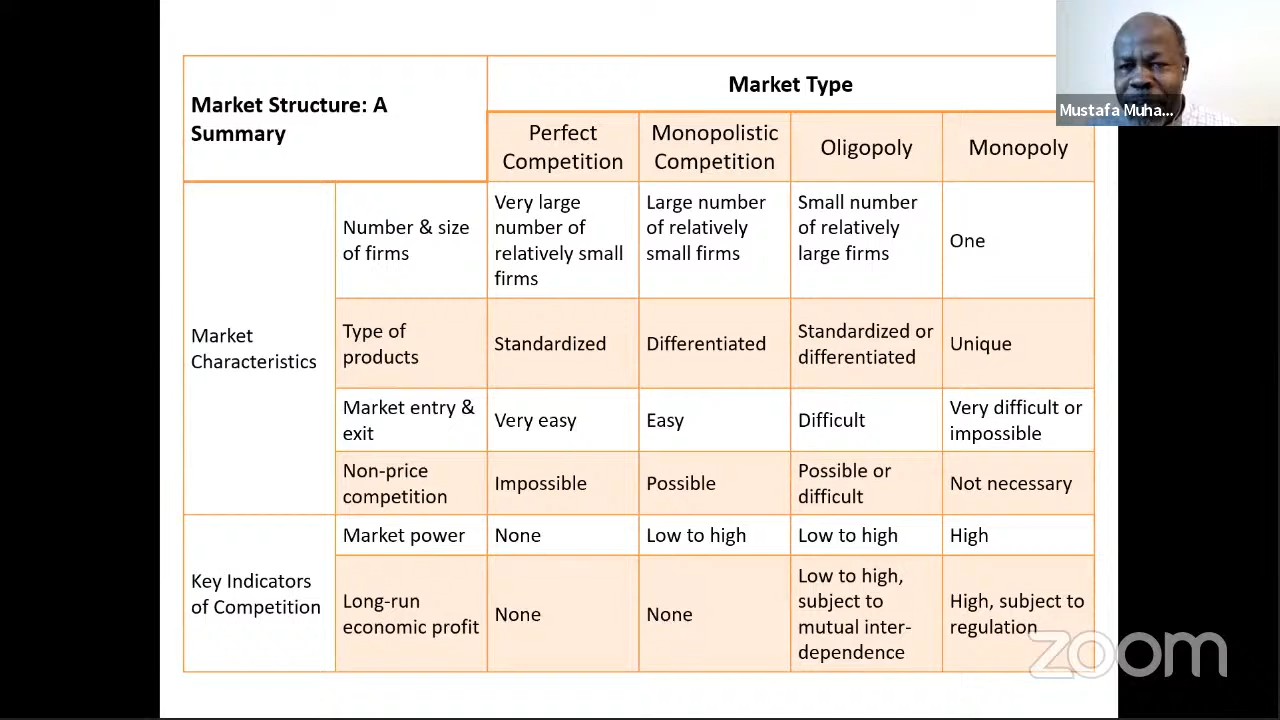 Market Structure: A
Summary
Market Type
Perfect
Competition
Monopolistic
Competition
Oligopoly
Monopoly
Market
Characteristics
Number & size
of firms
Very large
number of
relatively small
firms
Large number
of relatively
small firms
Small number
of relatively
large firms
One
Type of
products
Standardized
Differentiated
Standardized or
differentiated
Unique
Market entry &
exit
Very easy
Easy
Difficult
Very difficult or
impossible
Non-price
competition
Impossible
Possible
Possible or
difficult
Not necessary
Key Indicators
of Competition
Market power
None
Low to high
Low to high
High
Long-run
economic profit
None
None
Low to high,
subject to
mutual inter-
dependence
High, subject to
regulation
Mustafa Muha...
zoom